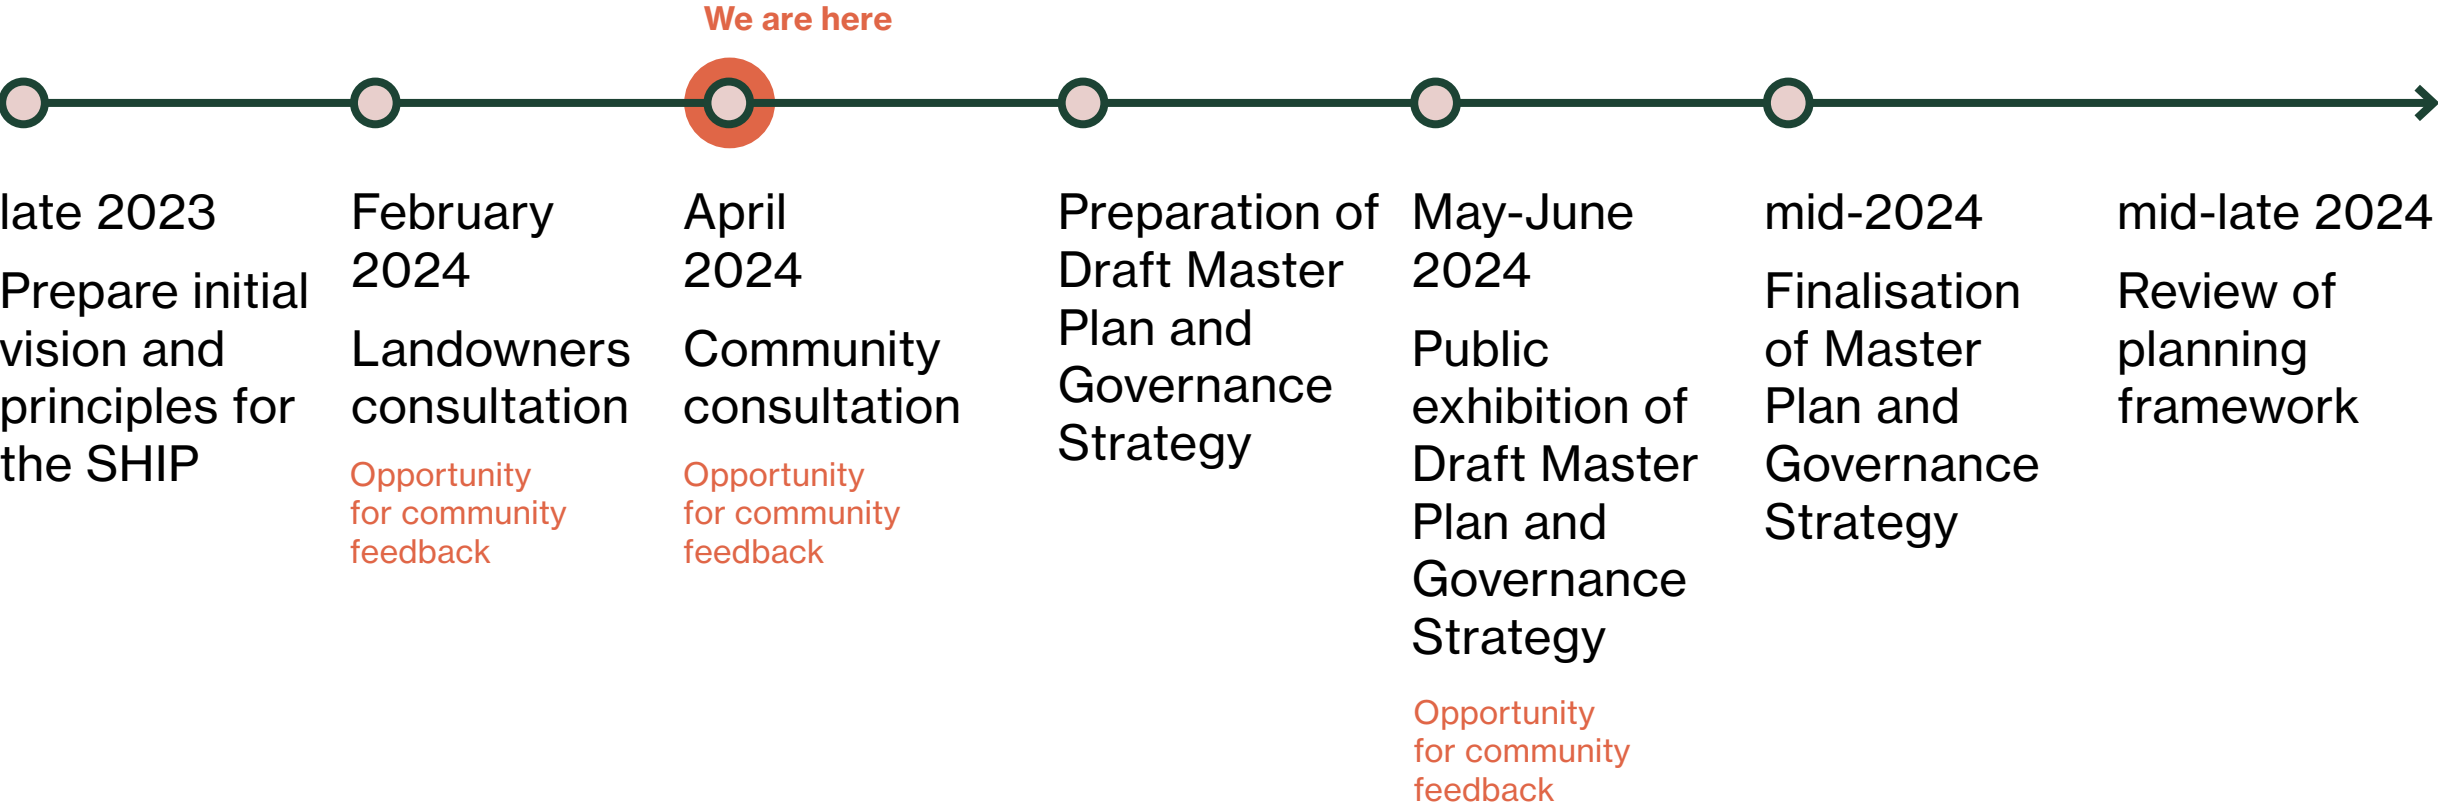 We are here
late 2023
Prepare initial
vision and
principles for
the SHIP
February
2024
Landowners
consultation
Opportunity
for community
feedback
April
2024
Community
consultation
Opportunity
for community
feedback
Preparation of
Draft Master
Plan and
Governance
Strategy
May-June
2024
Public
exhibition of
Draft Master
Plan and
Governance
Strategy
Opportunity
for community
feedback
mid-2024
Finalisation
of Master
Plan and
Governance
Strategy
mid-late 2024
Review of
planning
framework